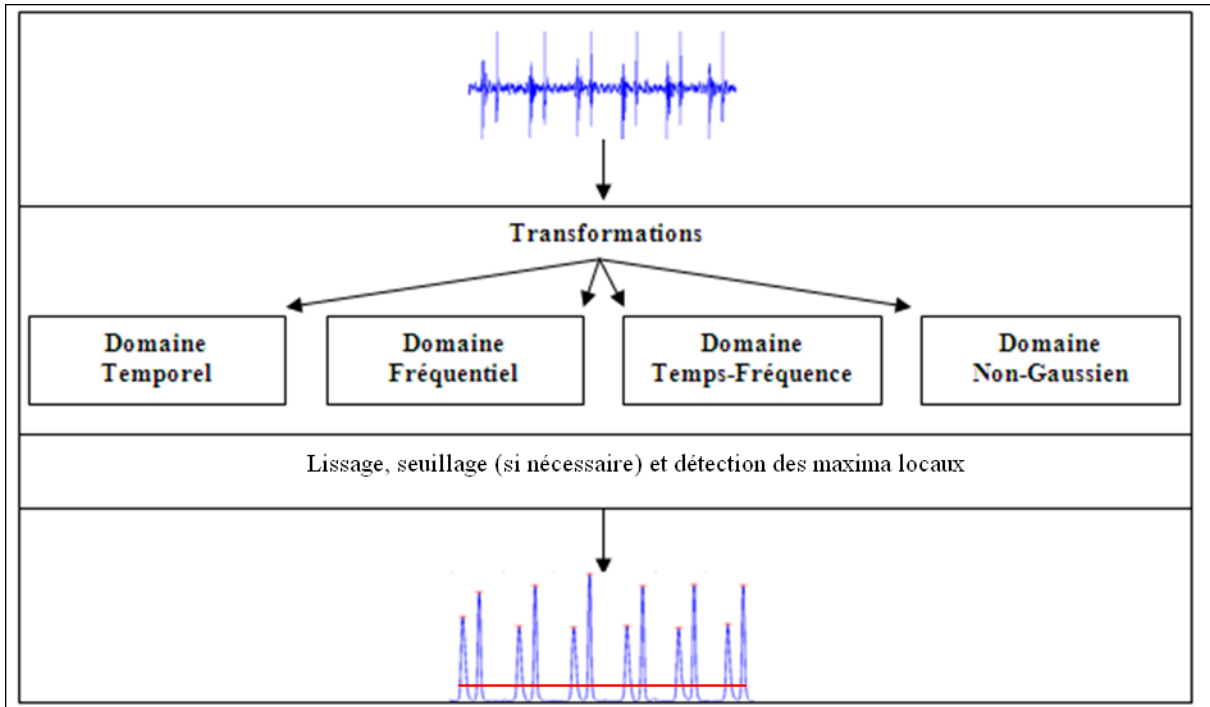 Transformations
Domaine
Temporel
Domaine
Fréquentiel
Domaine
Temps-Fréquence
Domaine
Non-Gaussien
Lissage, seuillage (si nécessaire) et détection des maxima locaux